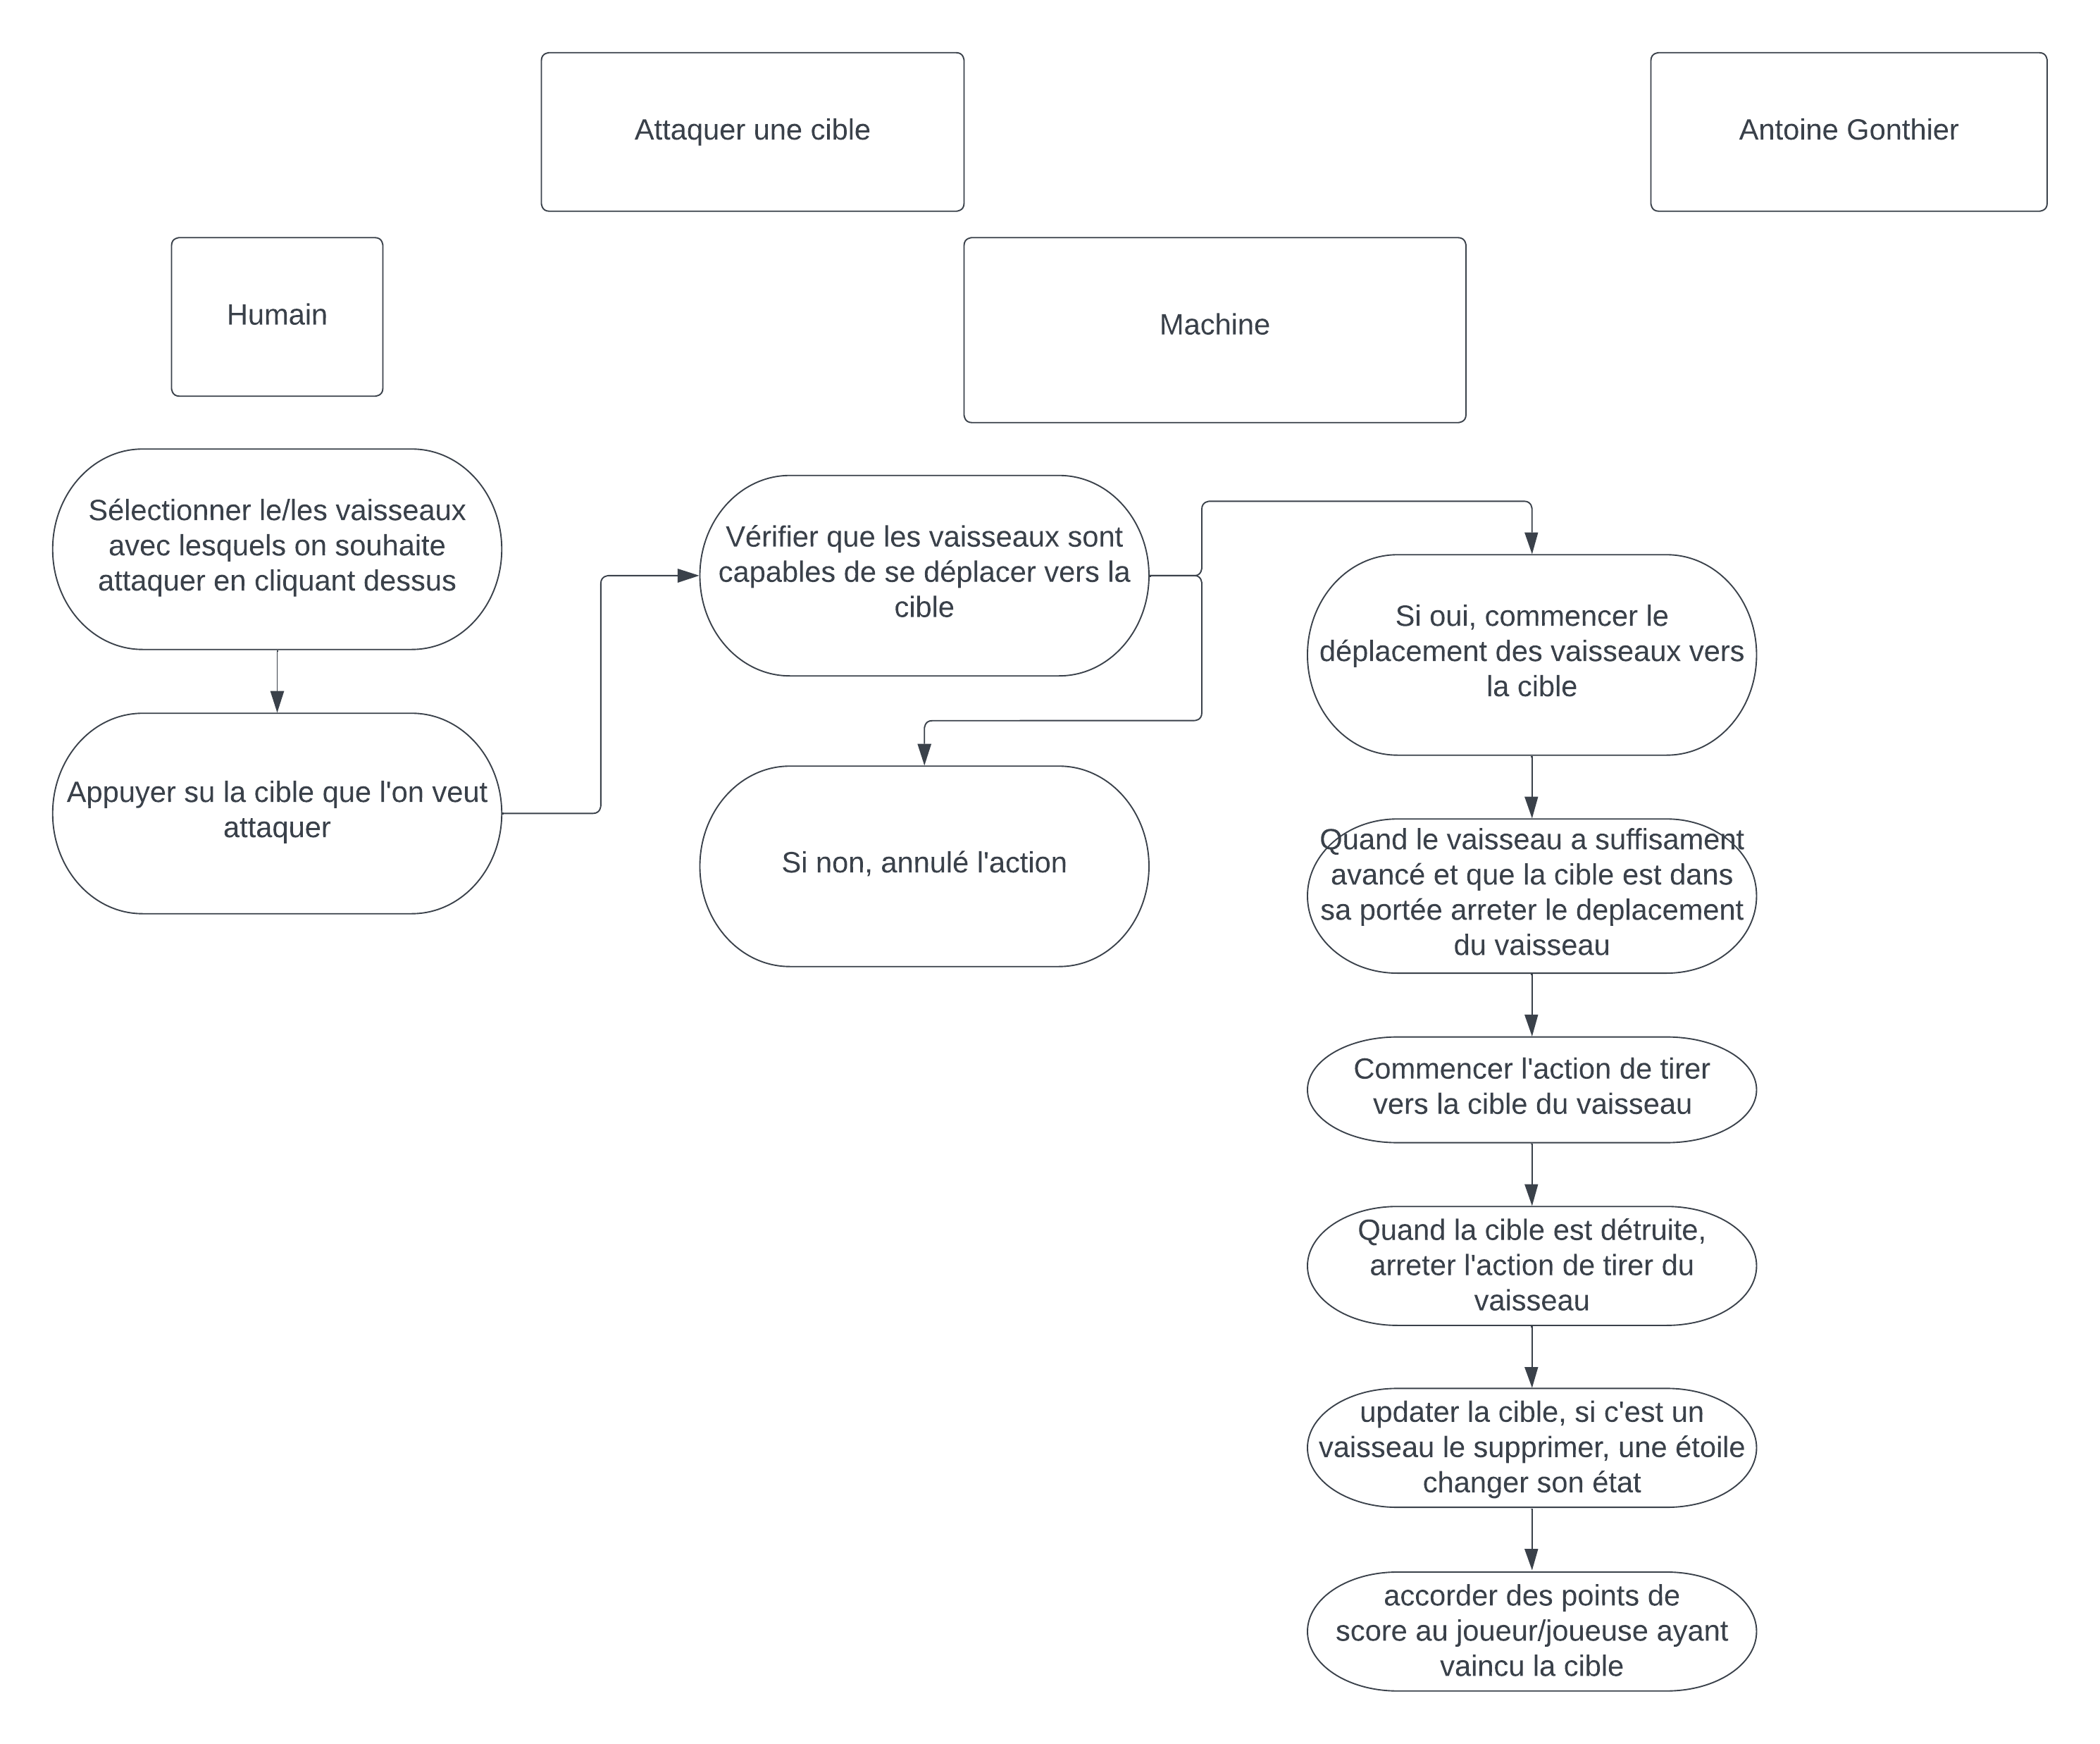 Attaquer une cible
Antoine Gonthier
Humain
Machine
Sélectionner le/les vaisseaux
avec lesquels on souhaite
attaquer en cliquant dessus
Appuyer su la cible que l'on veut
attaquer
Vérifier que les vaisseaux sont
capables de se déplacer vers la
cible
Si non, annulé l'action
Si oui, commencer le
déplacement des vaisseaux vers
la cible
Quand le vaisseau a suffisament
avancé et que la cible est dans
sa portée arreter le deplacement
du vaisseau
Commencer l'action de tirer
vers la cible du vaisseau
Quand la cible est détruite,
arreter l'action de tirer du
vaisseau
updater la cible, si c'est un
vaisseau le supprimer, une étoile
changer son état
accorder des points de
score au joueur/joueuse ayant
vaincu la cible